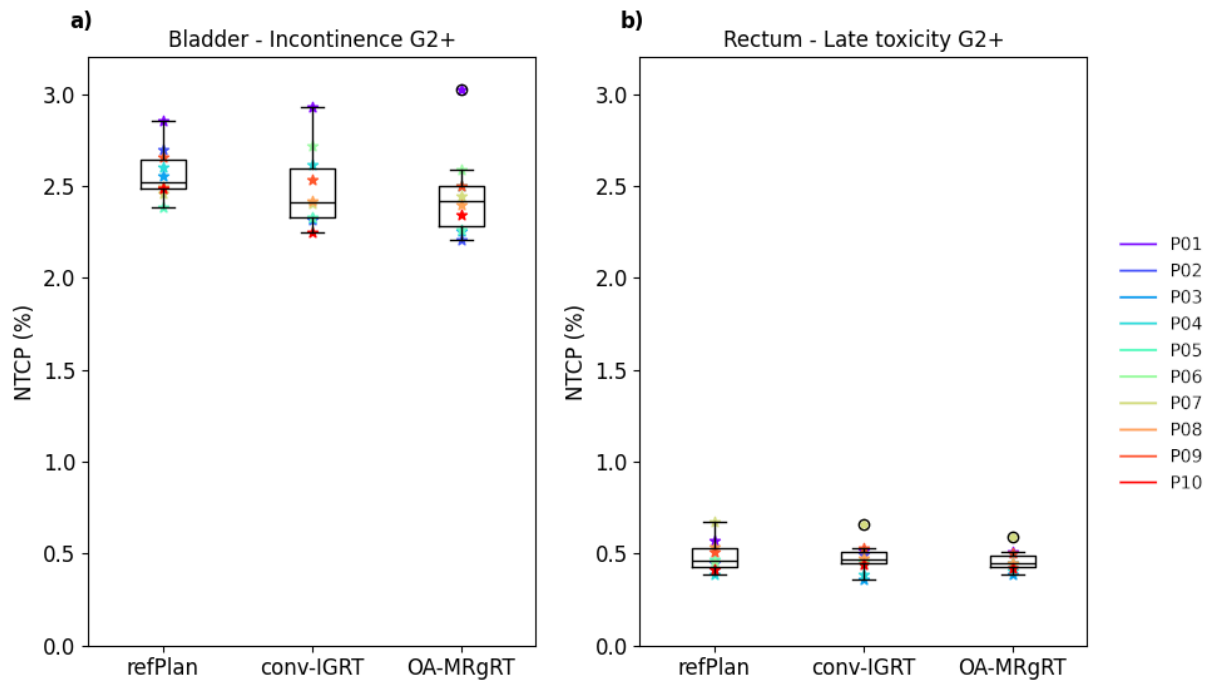 a)
Bladder - Incontinence G2+
NTCP (%)
3.0
2.5
2.0
1.5
1.0
0.5
0.0
refPlan conv-IGRT OA-MRgRT
b)
Rectum - Late toxicity G2+
NTCP (%)
3.0
2.5
2.0
1.5
1.0
0.5
0.0
refPlan conv-IGRT OA-MRgRT
P01
P02
P03
P04
P05
P06
P07
P08
P09
P10